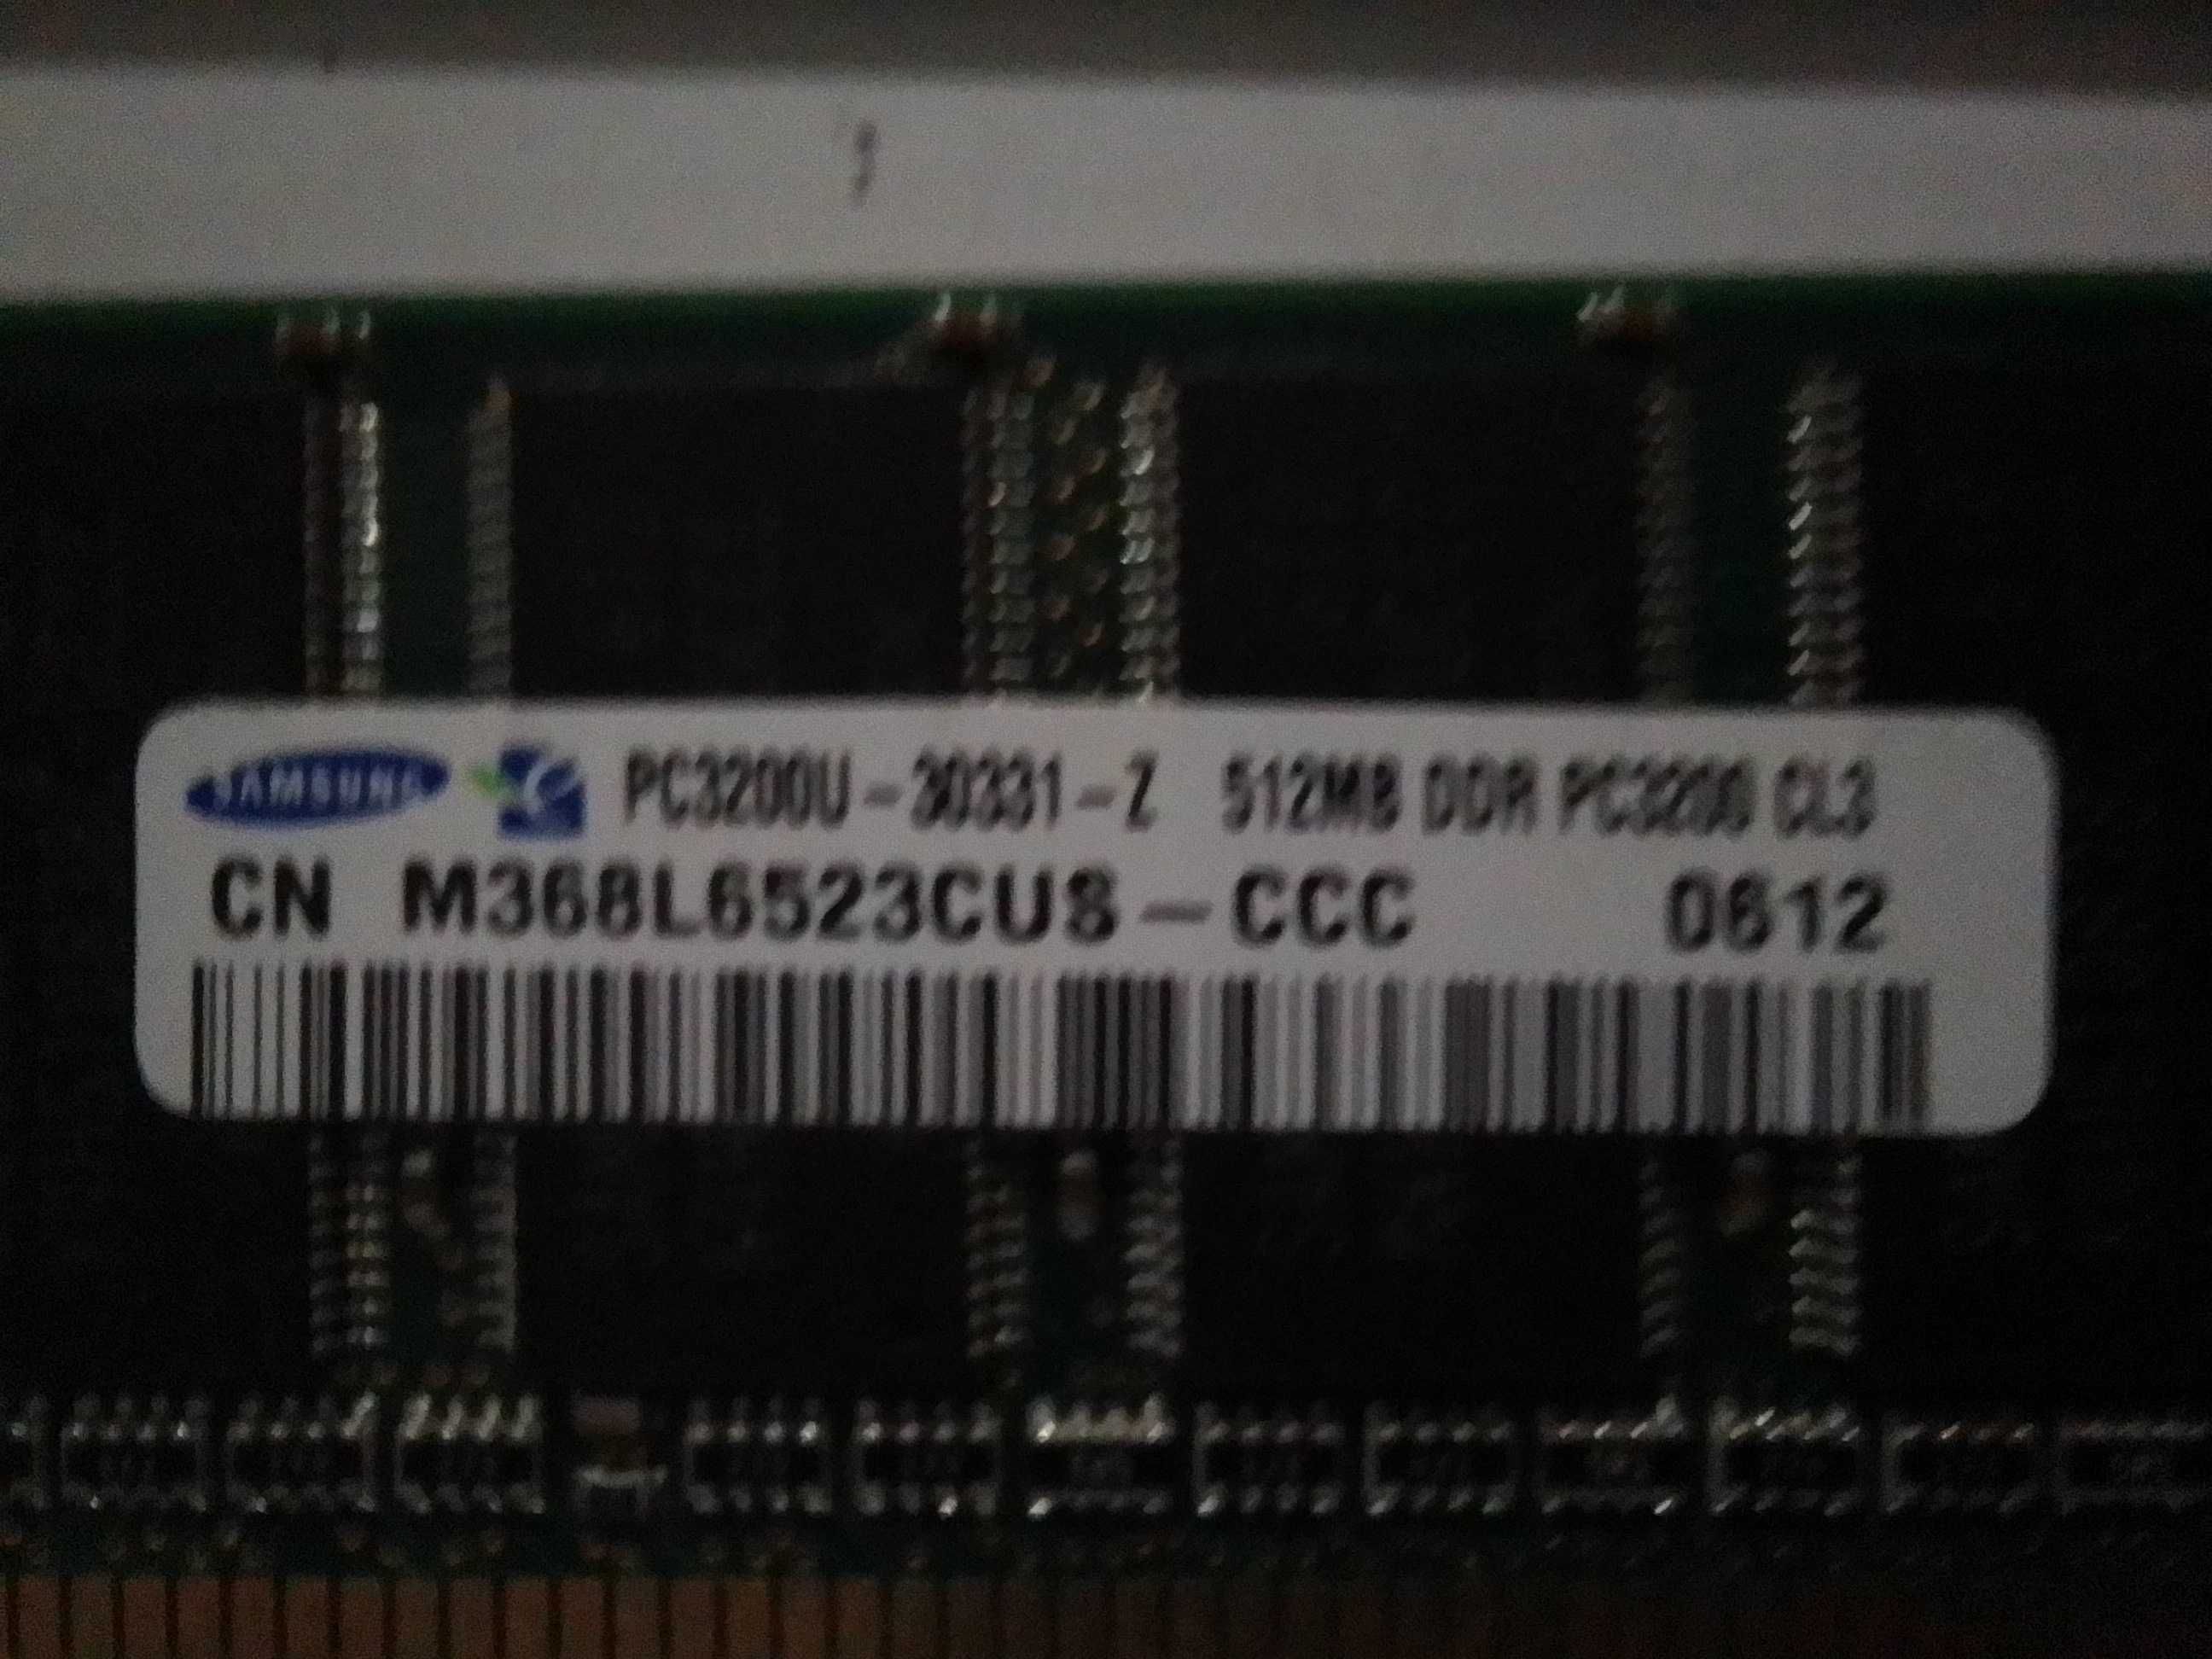 SAMSUNG PC3200U-30331-Z 512MB DDR PC3200 CL3
CN M368L6523CUS-CCC 0612